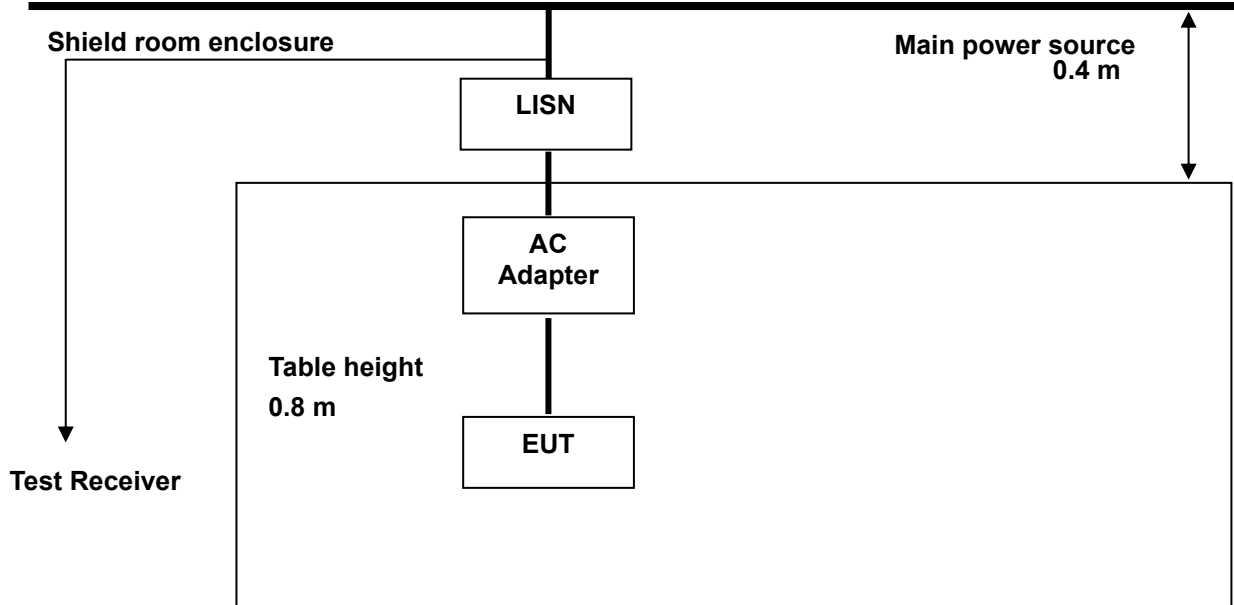 Shield room enclosure
Main power source
0.4 m
LISN
AC
Adapter
Table height
0.8 m
EUT
Test Receiver